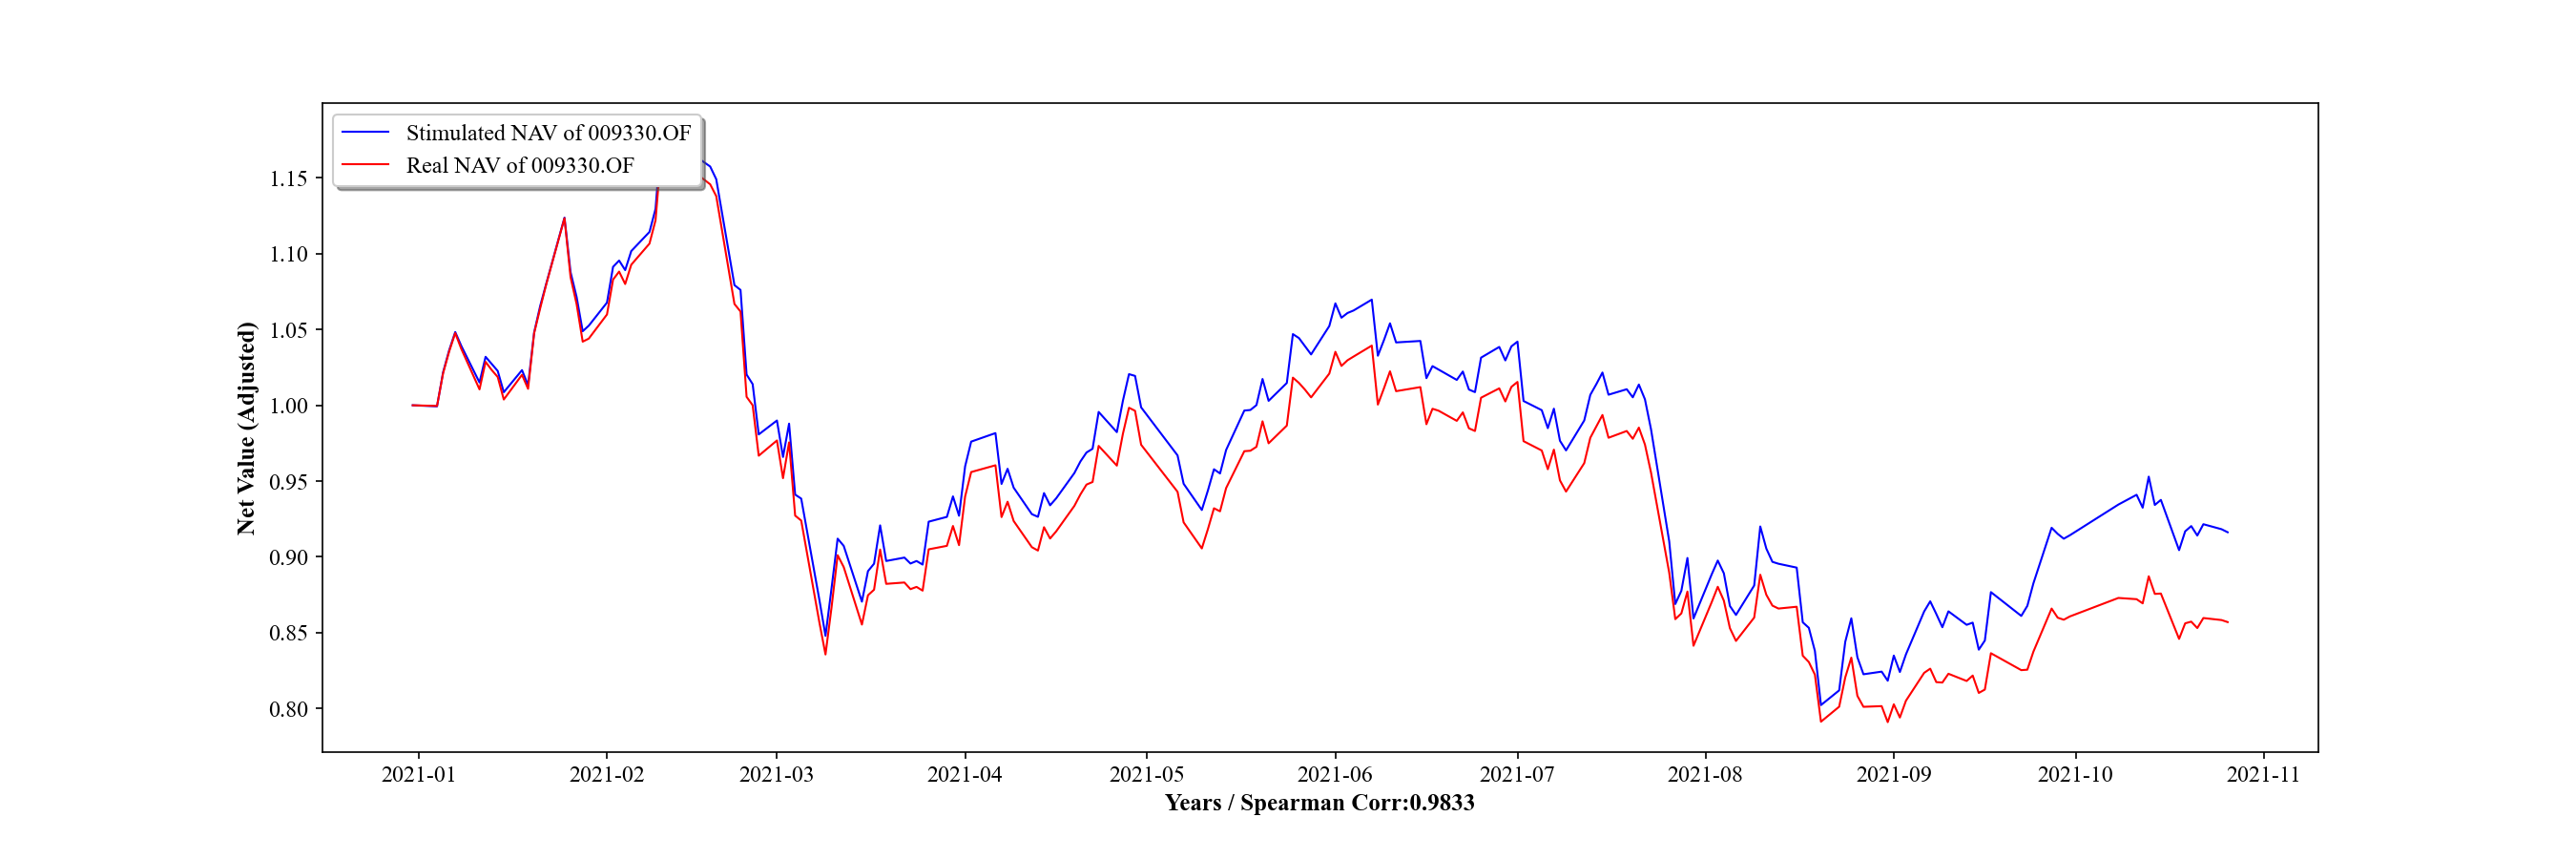 Stimulated NAV of 009330.OF
Real NAV of 009330.OF
Net Value (Adjusted)
1.15
1.10
1.05
1.00
0.95
0.90
0.85
0.80
2021-01 2021-02 2021-03 2021-04 2021-05 2021-06 2021-07 2021-08 2021-09 2021-10 2021-11
Years / Spearman Corr:0.9833